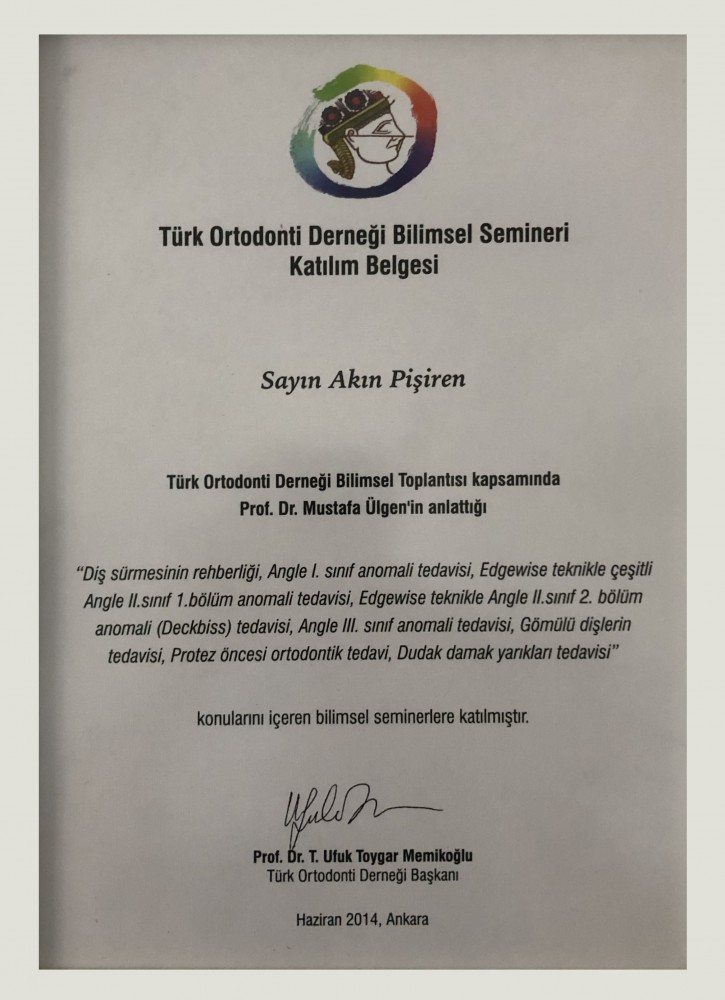 Türk Ortodonti Derneği Bilimsel Semineri
Katılım Belgesi
Sayın Akın Pişiren
Türk Ortodonti Derneği Bilimsel Toplantısı kapsamında
Prof. Dr. Mustafa Ülgen'in anlattığı
“Diş sürmesinin rehberliği, Angle I. sınıf anomali tedavisi, Edgewise teknikle çeşitli
Angle II.sınıf 1.bölüm anomali tedavisi, Edgewise teknikle Angle II.sınıf 2. bölüm
anomali (Deckbiss) tedavisi, Angle III. sınıf anomali tedavisi, Gömülü dişlerin
tedavisi, Protez öncesi ortodontik tedavi, Dudak damak yarıkları tedavisi”
konularını içeren bilimsel seminerlere katılmıştır.
Prof. Dr. T. Ufuk Toygar Memikoğlu
Türk Ortodonti Derneği Başkanı
Haziran 2014, Ankara